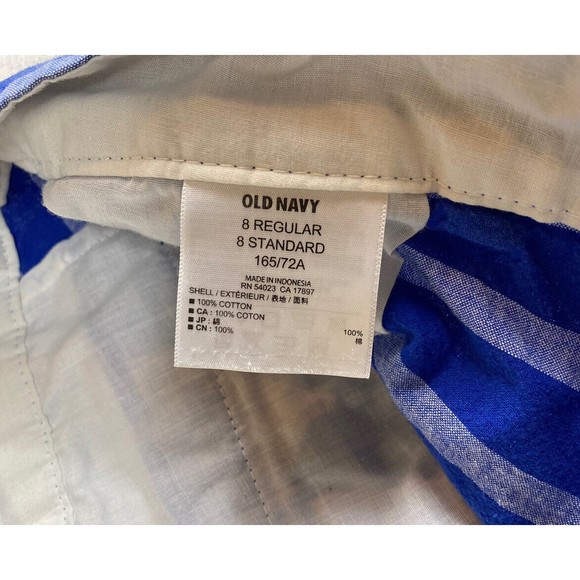 OLD NAVY
8 REGULAR
8 STANDARD
165/72A
MADE IN INDONESIA
RN 54023 CA 17897
SHELL / EXTÉRIEUR / 表地 / 面料
■ 100% COTTON
■ CA : 100% COTON
■ JP : 綿 100%
■ CN : 100% 棉